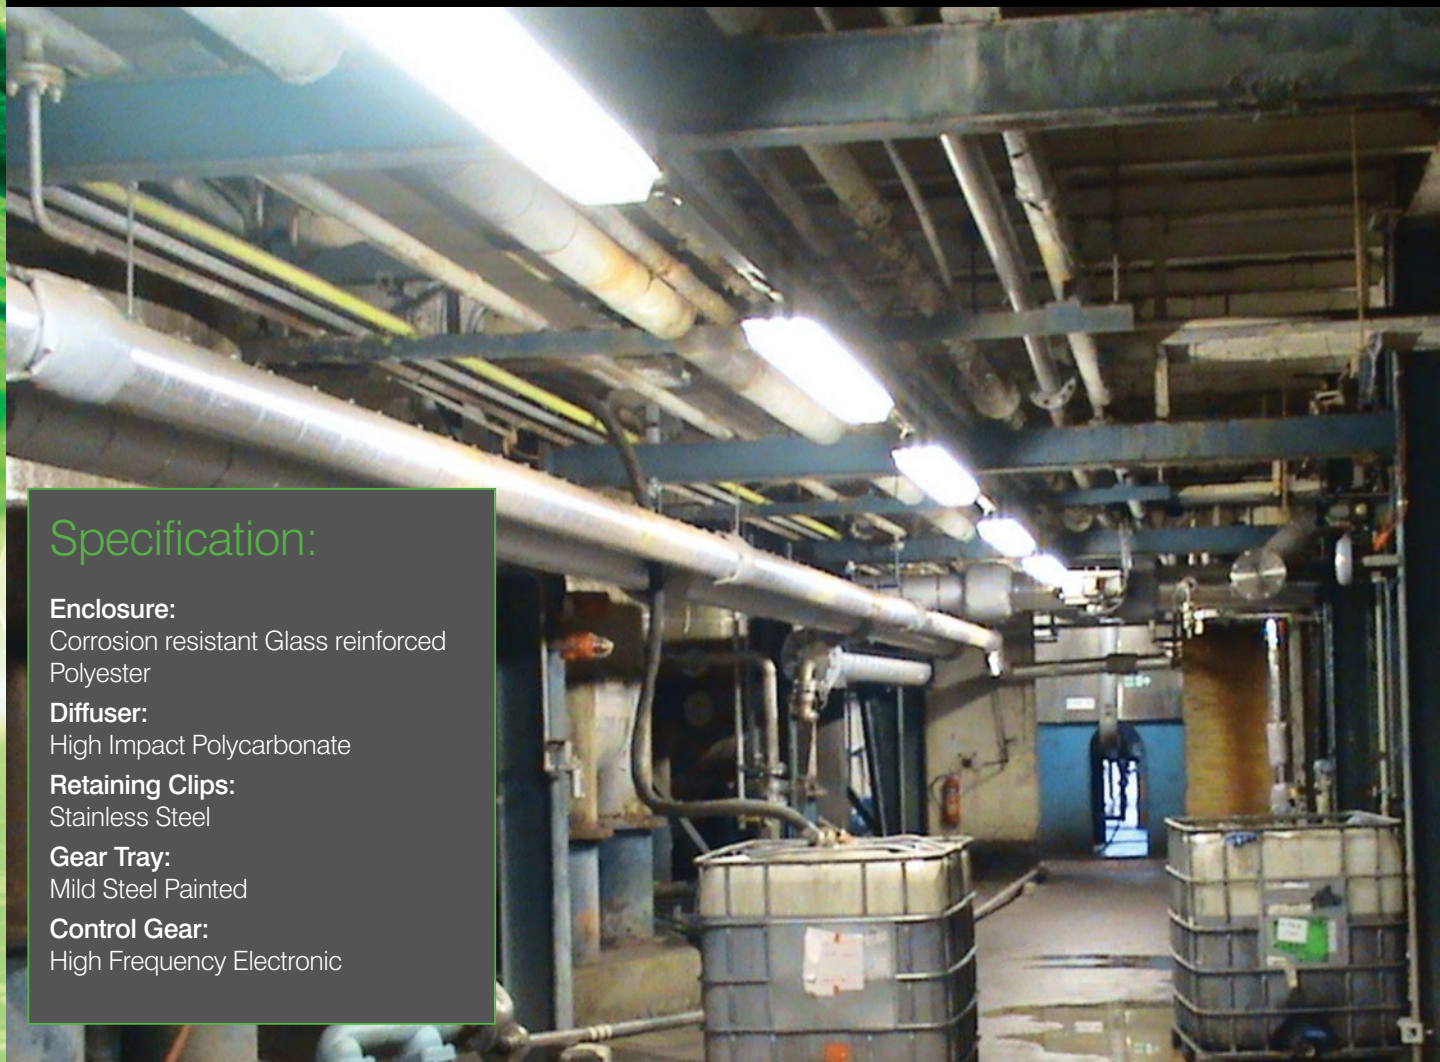 Specification:
Enclosure:
Corrosion resistant Glass reinforced
Polyester
Diffuser:
High Impact Polycarbonate
Retaining Clips:
Stainless Steel
Gear Tray:
Mild Steel Painted
Control Gear:
High Frequency Electronic